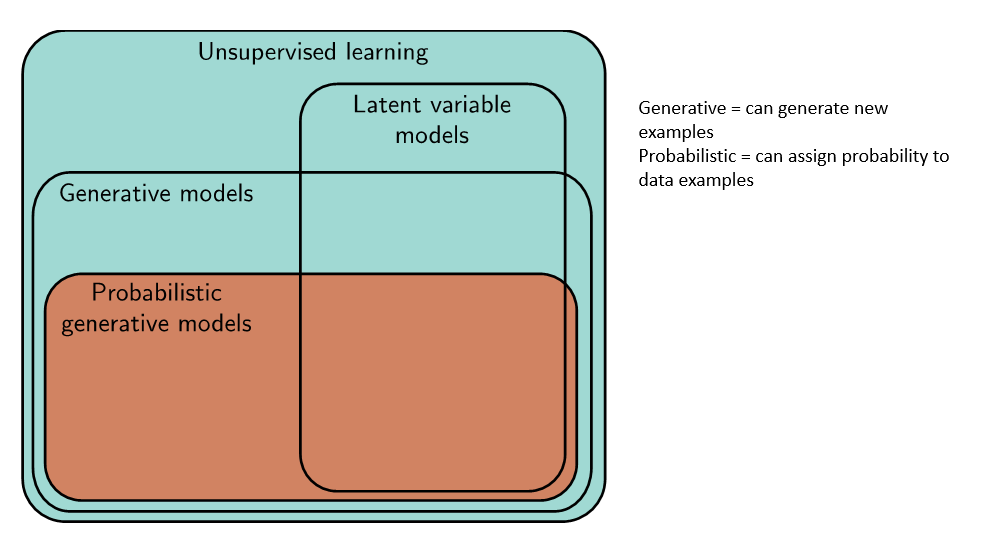 Unsupervised learning
Latent variable
models
Generative models
Probabilistic
generative models
Generative = can generate new
examples
Probabilistic = can assign probability to
data examples